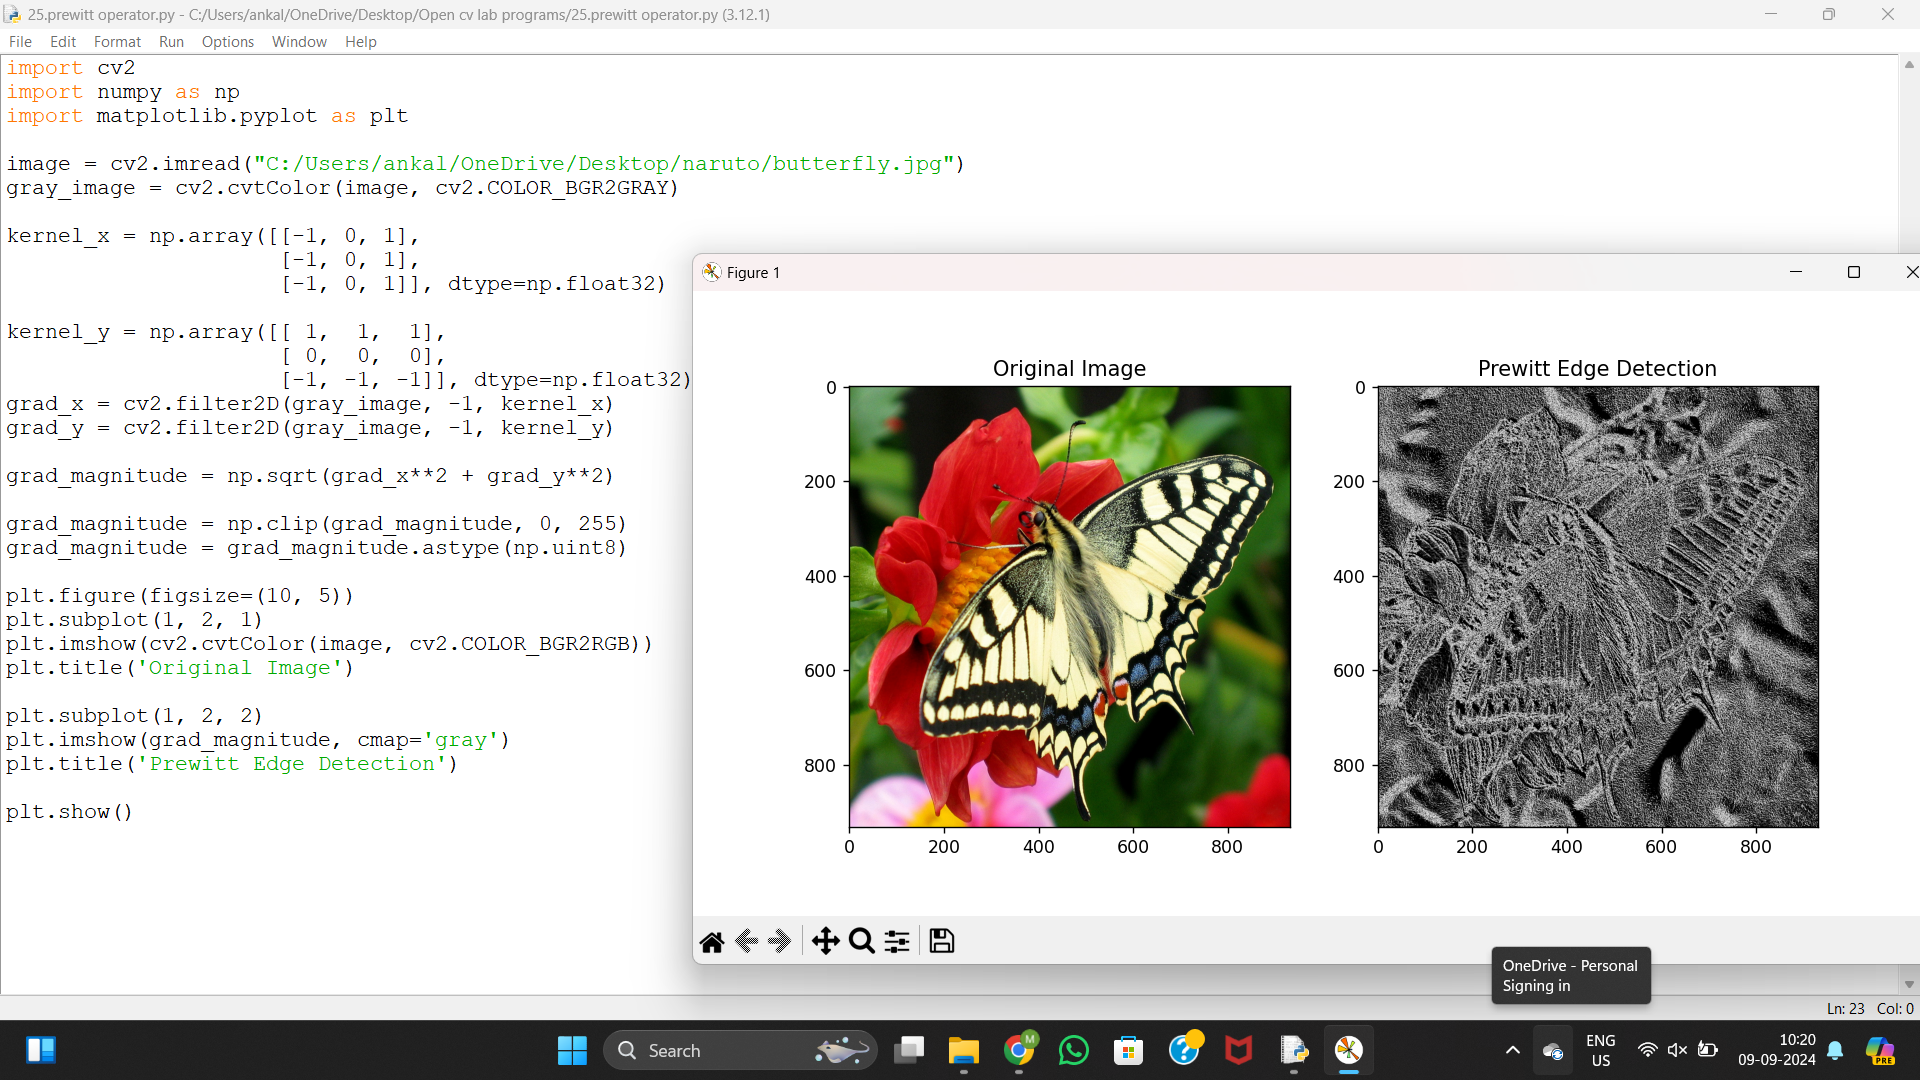 25.prewitt operator.py - C:/Users/ankal/OneDrive/Desktop/Open cv lab programs/25.prewitt operator.py (3.12.1)
File Edit Format Run Options Window Help
import cv2
import numpy as np
import matplotlib.pyplot as plt
image = cv2.imread("C:/Users/ankal/OneDrive/Desktop/naruto/butterfly.jpg")
gray_image = cv2.cvtColor(image, cv2.COLOR_BGR2GRAY)
kernel_x = np.array([[-1, 0, 1],
[-1, 0, 1],
[-1, 0, 1]], dtype=np.float32)
kernel_y = np.array([[ 1, 1, 1],
[ 0, 0, 0],
[-1, -1, -1]], dtype=np.float32)
grad_x = cv2.filter2D(gray_image, -1, kernel_x)
grad_y = cv2.filter2D(gray_image, -1, kernel_y)
grad_magnitude = np.sqrt(grad_x**2 + grad_y**2)
grad_magnitude = np.clip(grad_magnitude, 0, 255)
grad_magnitude = grad_magnitude.astype(np.uint8)
plt.figure(figsize=(10, 5))
plt.subplot(1, 2, 1)
plt.imshow(cv2.cvtColor(image, cv2.COLOR_BGR2RGB))
plt.title('Original Image')
plt.subplot(1, 2, 2)
plt.imshow(grad_magnitude, cmap='gray')
plt.title('Prewitt Edge Detection')
plt.show()
Figure 1
Original Image
0
200
400
600
800
0 200 400 600 800
Prewitt Edge Detection
0
200
400
600
800
0 200 400 600 800
OneDrive - Personal
Signing in
Ln: 23 Col: 0
Search
M
ENG
US
10:20
09-09-2024
PRE